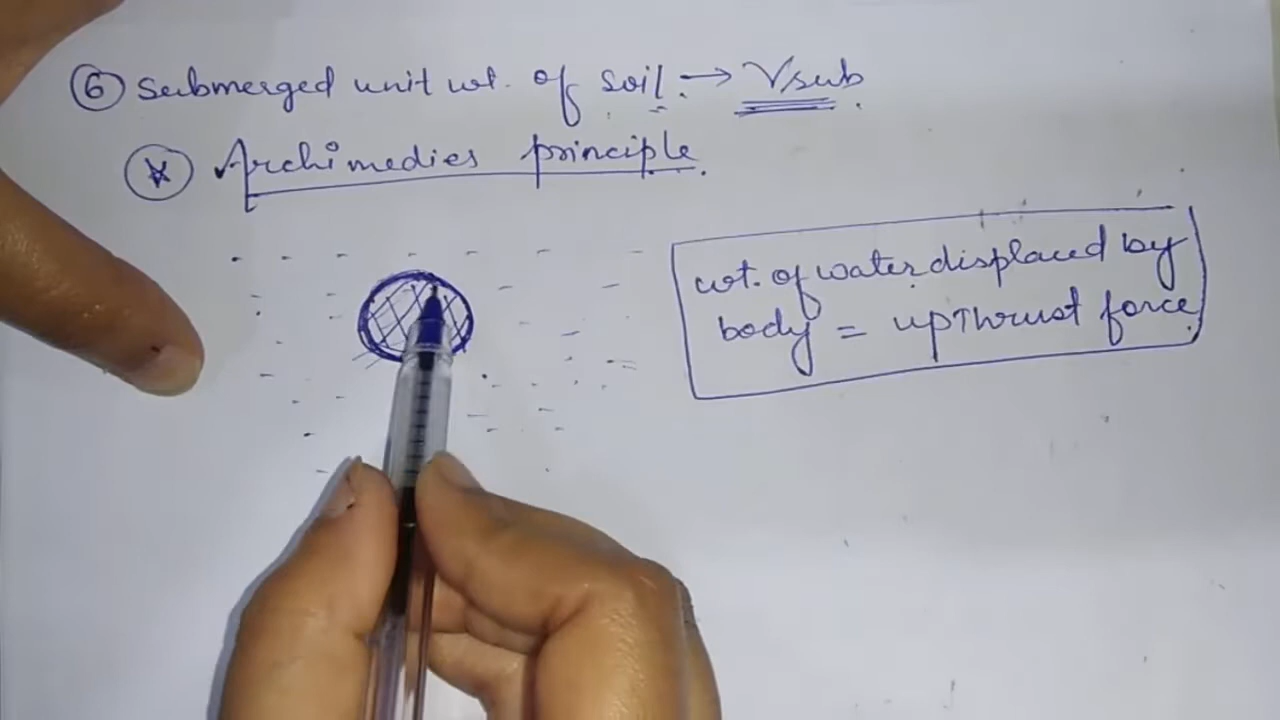 ⑥ Submerged unit wt. of soil. → γsub.
Archimedies principle.
wt. of water displaced by
body = upthrust force